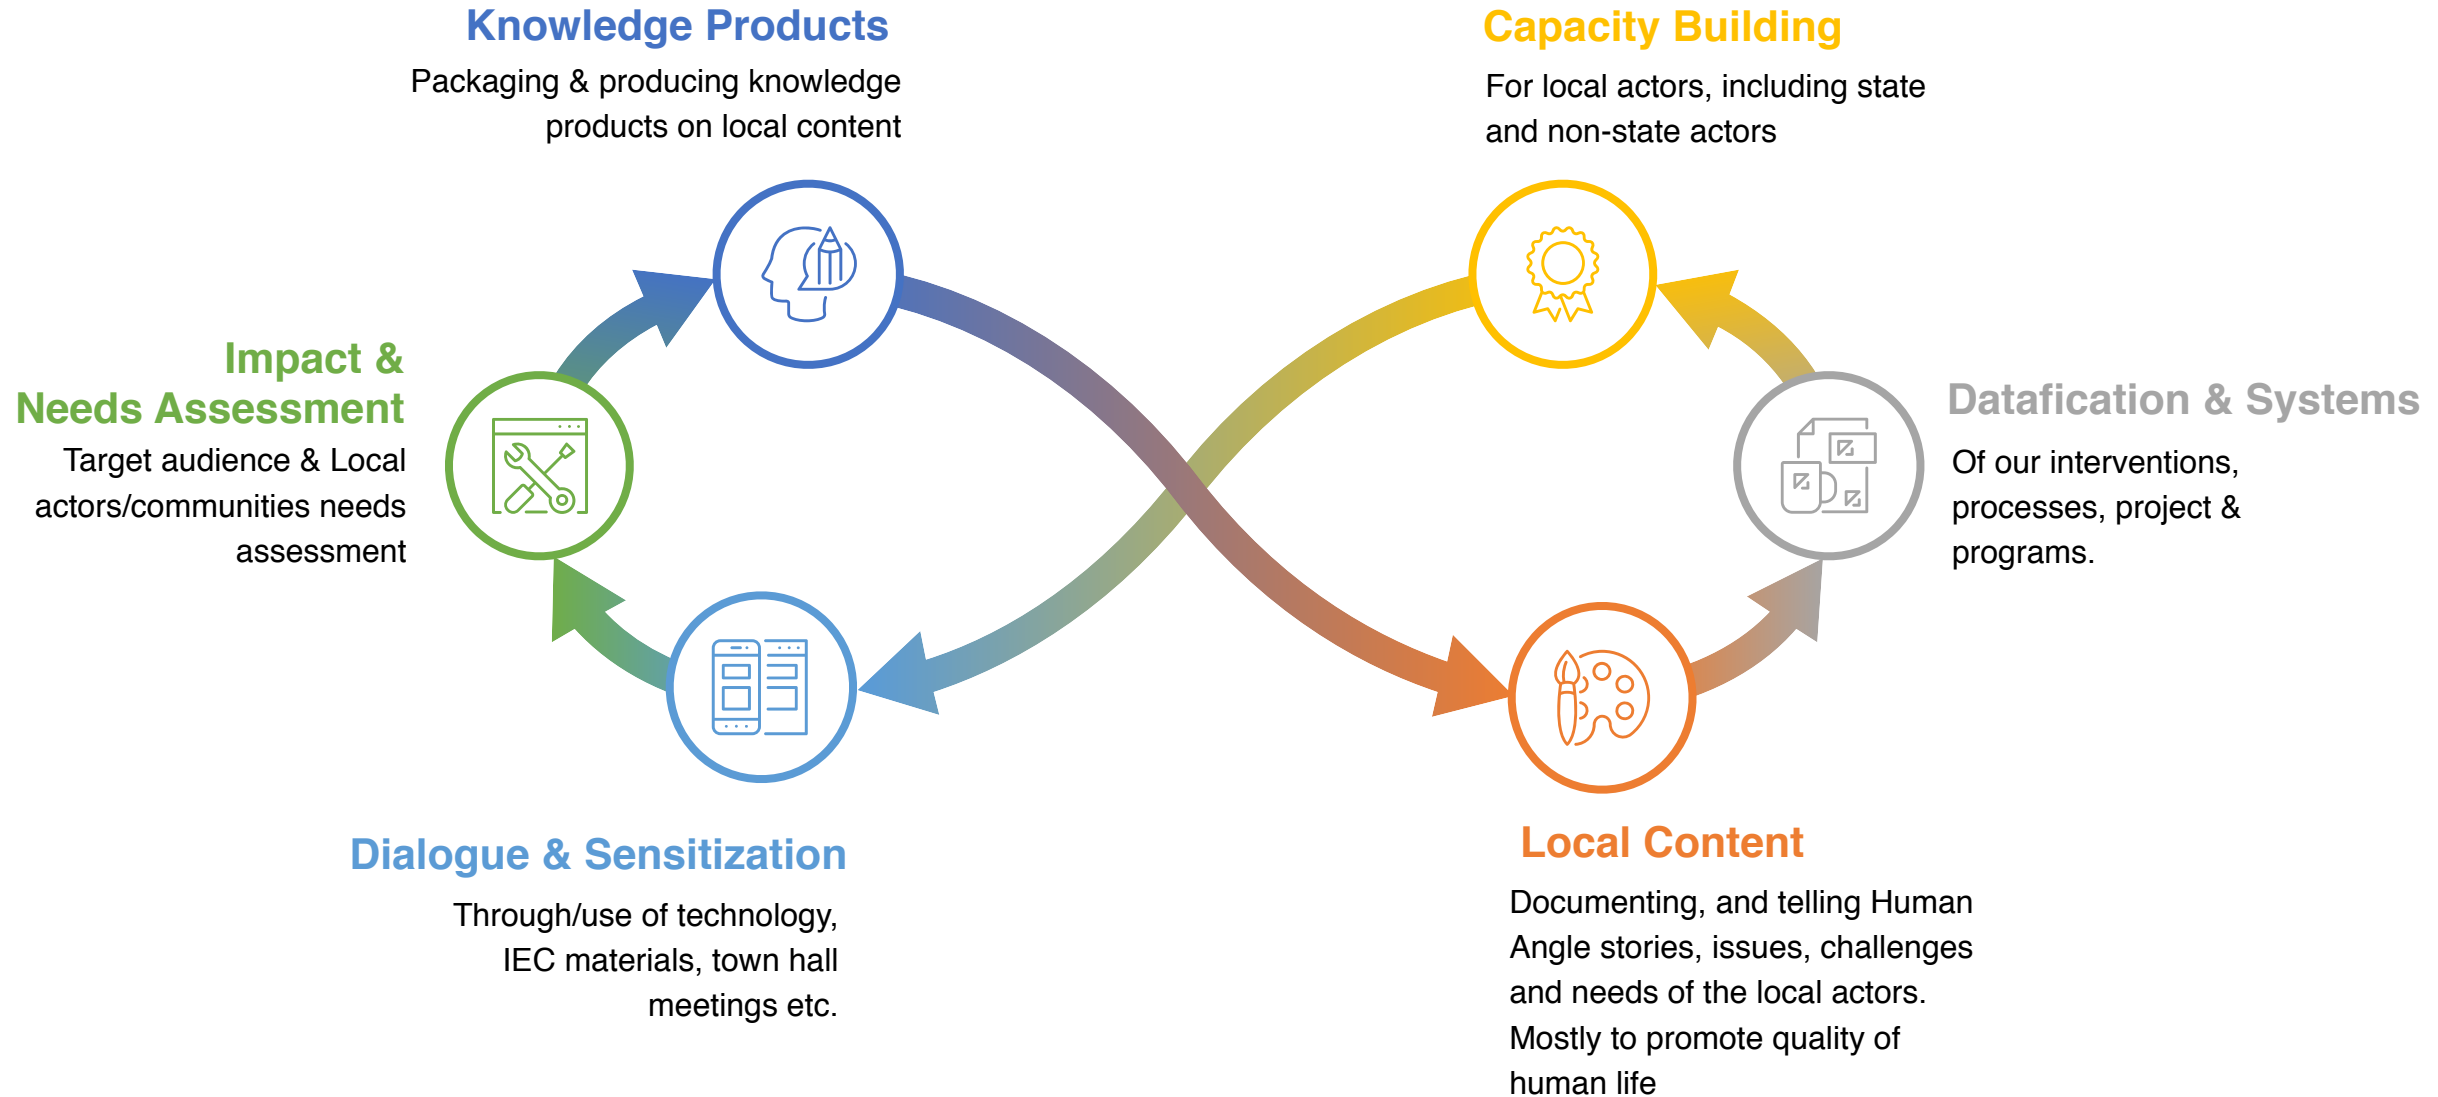 Knowledge Products
Packaging & producing knowledge
products on local content
Capacity Building
For local actors, including state
and non-state actors
Impact &
Needs Assessment
Target audience & Local
actors/communities needs
assessment
Datafication & Systems
Of our interventions,
processes, project &
programs.
Dialogue & Sensitization
Through/use of technology,
IEC materials, town hall
meetings etc.
Local Content
Documenting, and telling Human
Angle stories, issues, challenges
and needs of the local actors.
Mostly to promote quality of
human life